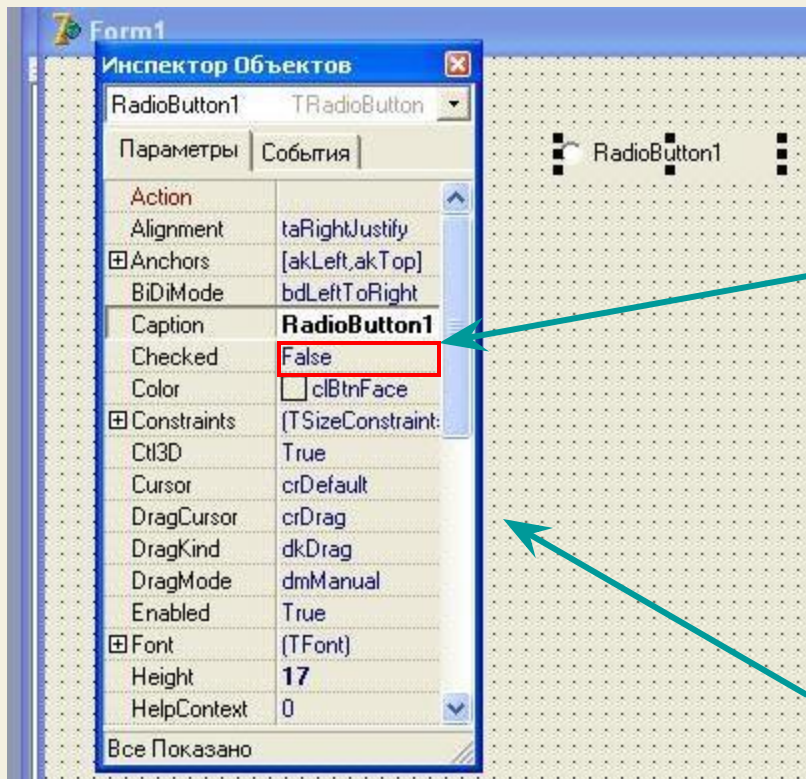 Form1
Инспектор Объектов
RadioButton1 TRadioButton
Параметры События
RadioButton1
Action
Alignment taRightJustify
Anchors [akLeft,akTop]
BiDiMode bdLeftToRight
Caption RadioButton1
Checked False
Color clBtnFace
Constraints (TSizeConstraint
Ctl3D True
Cursor crDefault
DragCursor crDrag
DragKind dkDrag
DragMode dmManual
Enabled True
Font (TFont)
Height 17
HelpContext 0
Все Показано